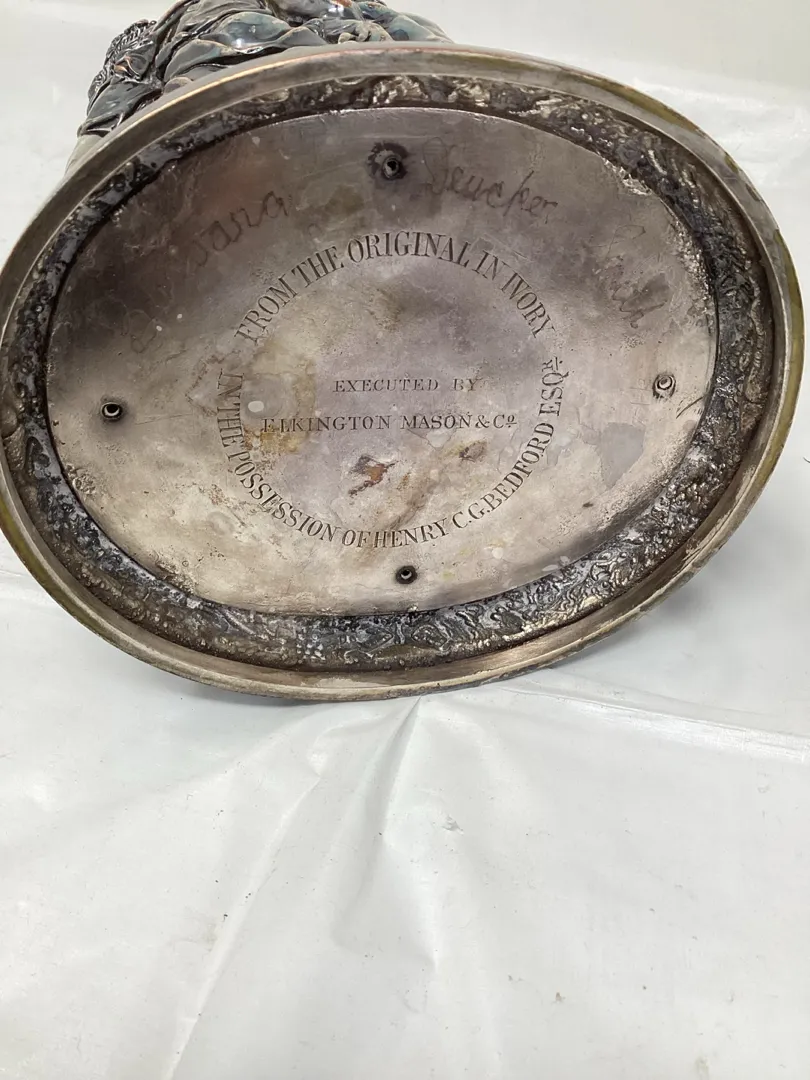 FROM THE ORIGINAL IN IVORY
IN THE POSSESSION OF HENRY C.G. BEDFORD ESQR.
EXECUTED BY
ELKINGTON MASON & Co.